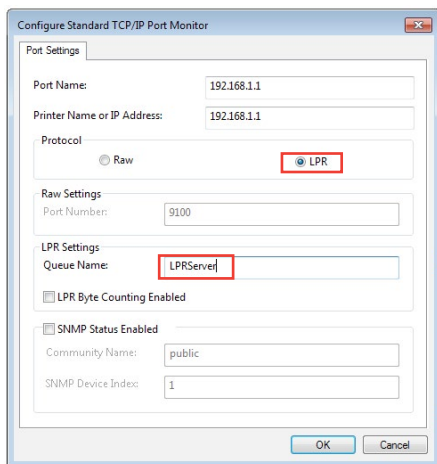 Configure Standard TCP/IP Port Monitor
Port Settings
Port Name: 192.168.1.1
Printer Name or IP Address: 192.168.1.1
Protocol
Raw LPR
Raw Settings
Port Number: 9100
LPR Settings
Queue Name: LPRServer
LPR Byte Counting Enabled
SNMP Status Enabled
Community Name: public
SNMP Device Index: 1
OK Cancel